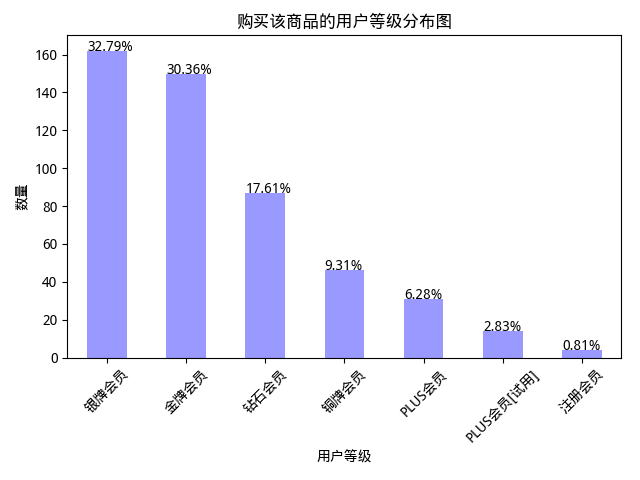 购买该商品的用户等级分布图
32.79%
30.36%
17.61%
9.31%
6.28%
2.83%
0.81%
160
140
120
100
80
60
40
20
0
数量
银牌会员
金牌会员
钻石会员
铜牌会员
PLUS会员
PLUS会员[试用]
注册会员
用户等级